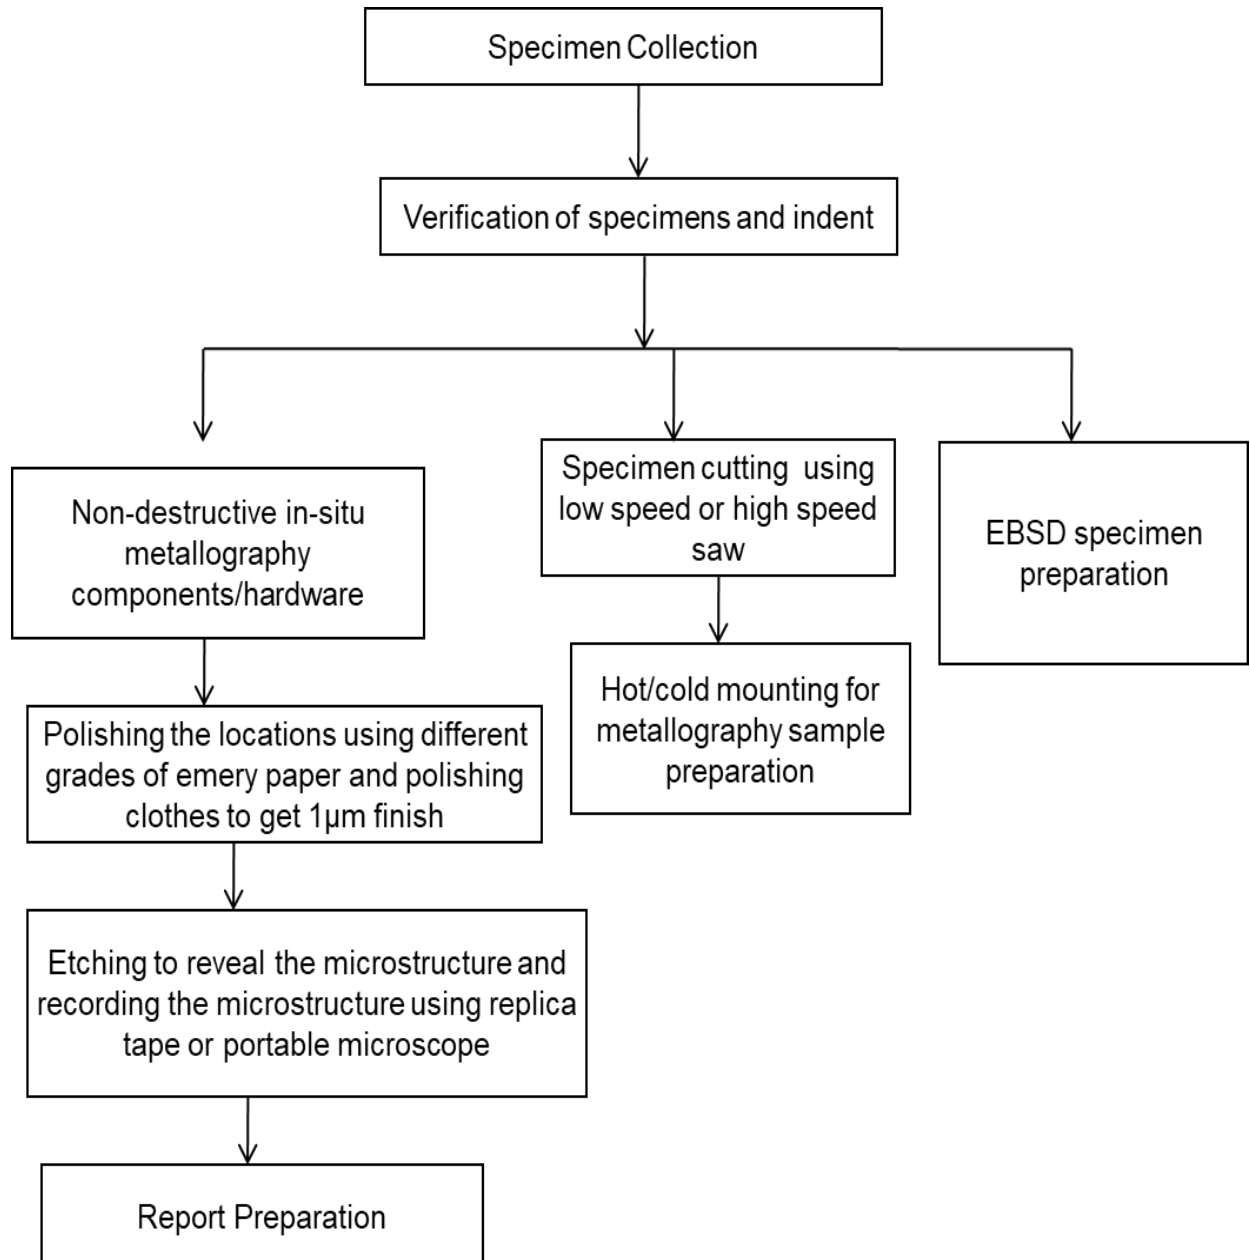 Specimen Collection
Verification of specimens and indent
Non-destructive in-situ
metallography
components/hardware
Specimen cutting using
low speed or high speed
saw
EBSD specimen
preparation
Hot/cold mounting for
metallography sample
preparation
Polishing the locations using different
grades of emery paper and polishing
clothes to get 1µm finish
Etching to reveal the microstructure and
recording the microstructure using replica
tape or portable microscope
Report Preparation